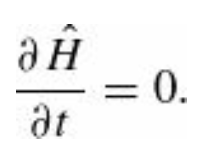 ∂Ĥ/∂t = 0.